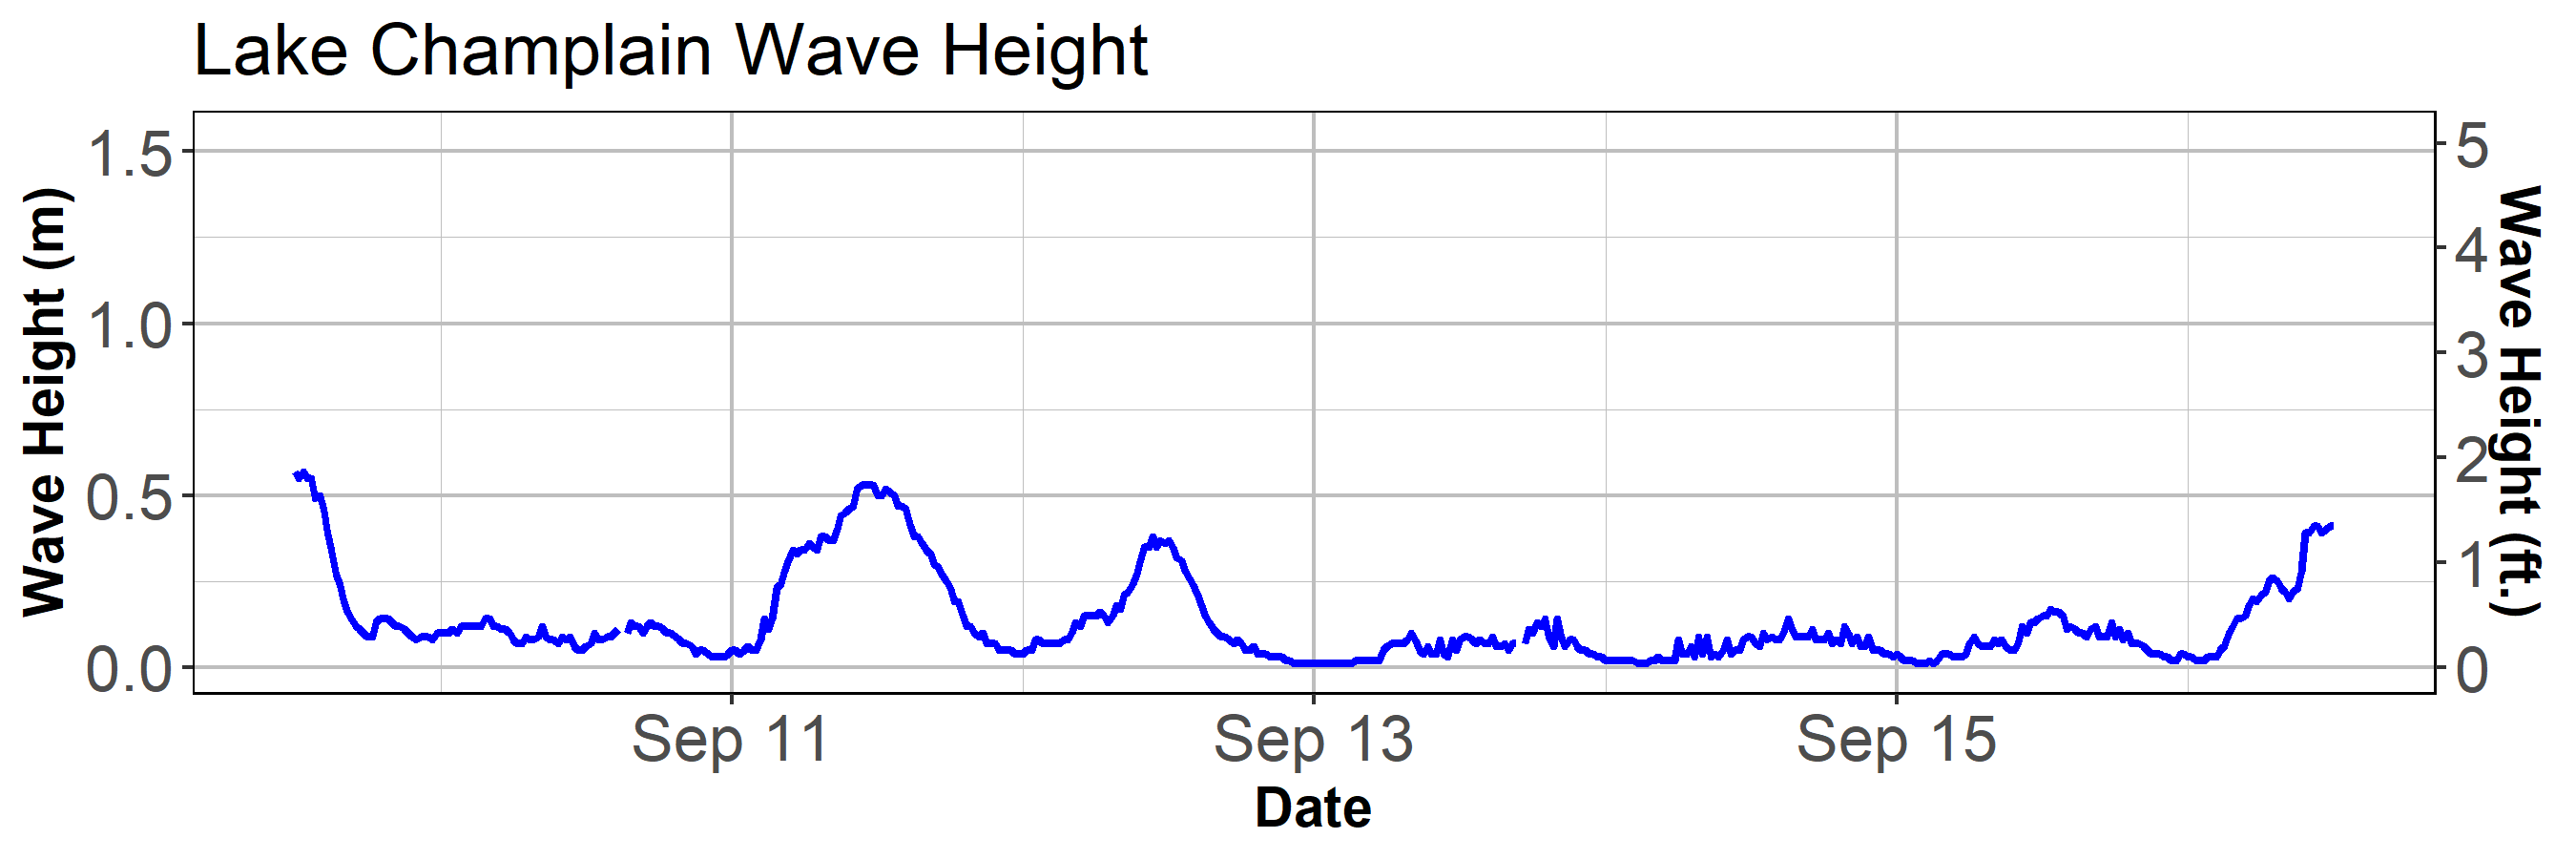 Lake Champlain Wave Height
Wave Height (m)
1.5
1.0
0.5
0.0
5
4
3
2
1
0
Wave Height (ft.)
Sep 11
Sep 13
Sep 15
Date